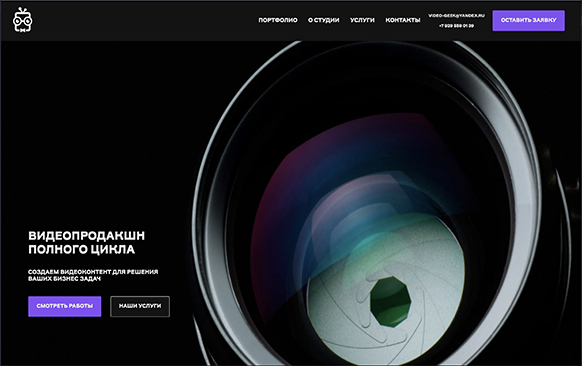 ПОРТФОЛИО
О СТУДИИ
УСЛУГИ
КОНТАКТЫ
VIDEO-GEEK@YANDEX.RU
+7 939 559 01 39
ОСТАВИТЬ ЗАЯВКУ
ВИДЕОПРОДАКШН
ПОЛНОГО ЦИКЛА
СОЗДАЕМ ВИДЕОКОНТЕНТ ДЛЯ РЕШЕНИЯ
ВАШИХ БИЗНЕС ЗАДАЧ
СМОТРЕТЬ РАБОТЫ
НАШИ УСЛУГИ